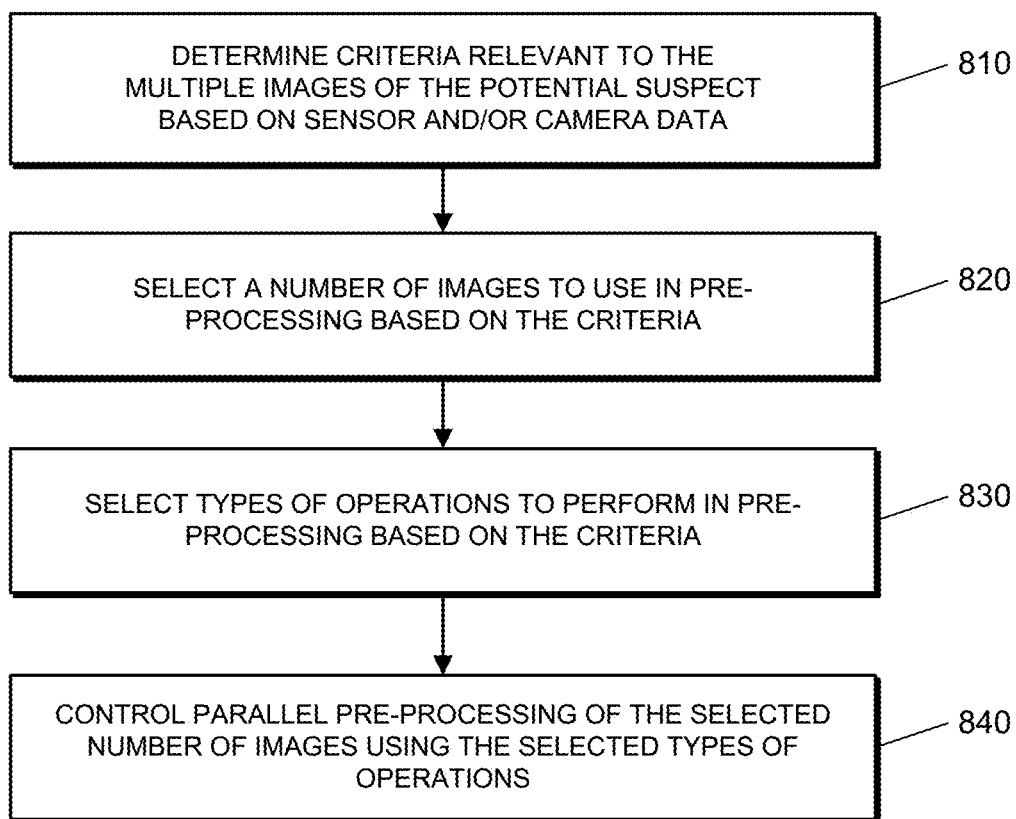 DETERMINE CRITERIA RELEVANT TO THE
MULTIPLE IMAGES OF THE POTENTIAL SUSPECT
BASED ON SENSOR AND/OR CAMERA DATA
810
SELECT A NUMBER OF IMAGES TO USE IN PRE-
PROCESSING BASED ON THE CRITERIA
820
SELECT TYPES OF OPERATIONS TO PERFORM IN PRE-
PROCESSING BASED ON THE CRITERIA
830
CONTROL PARALLEL PRE-PROCESSING OF THE SELECTED
NUMBER OF IMAGES USING THE SELECTED TYPES OF
OPERATIONS
840